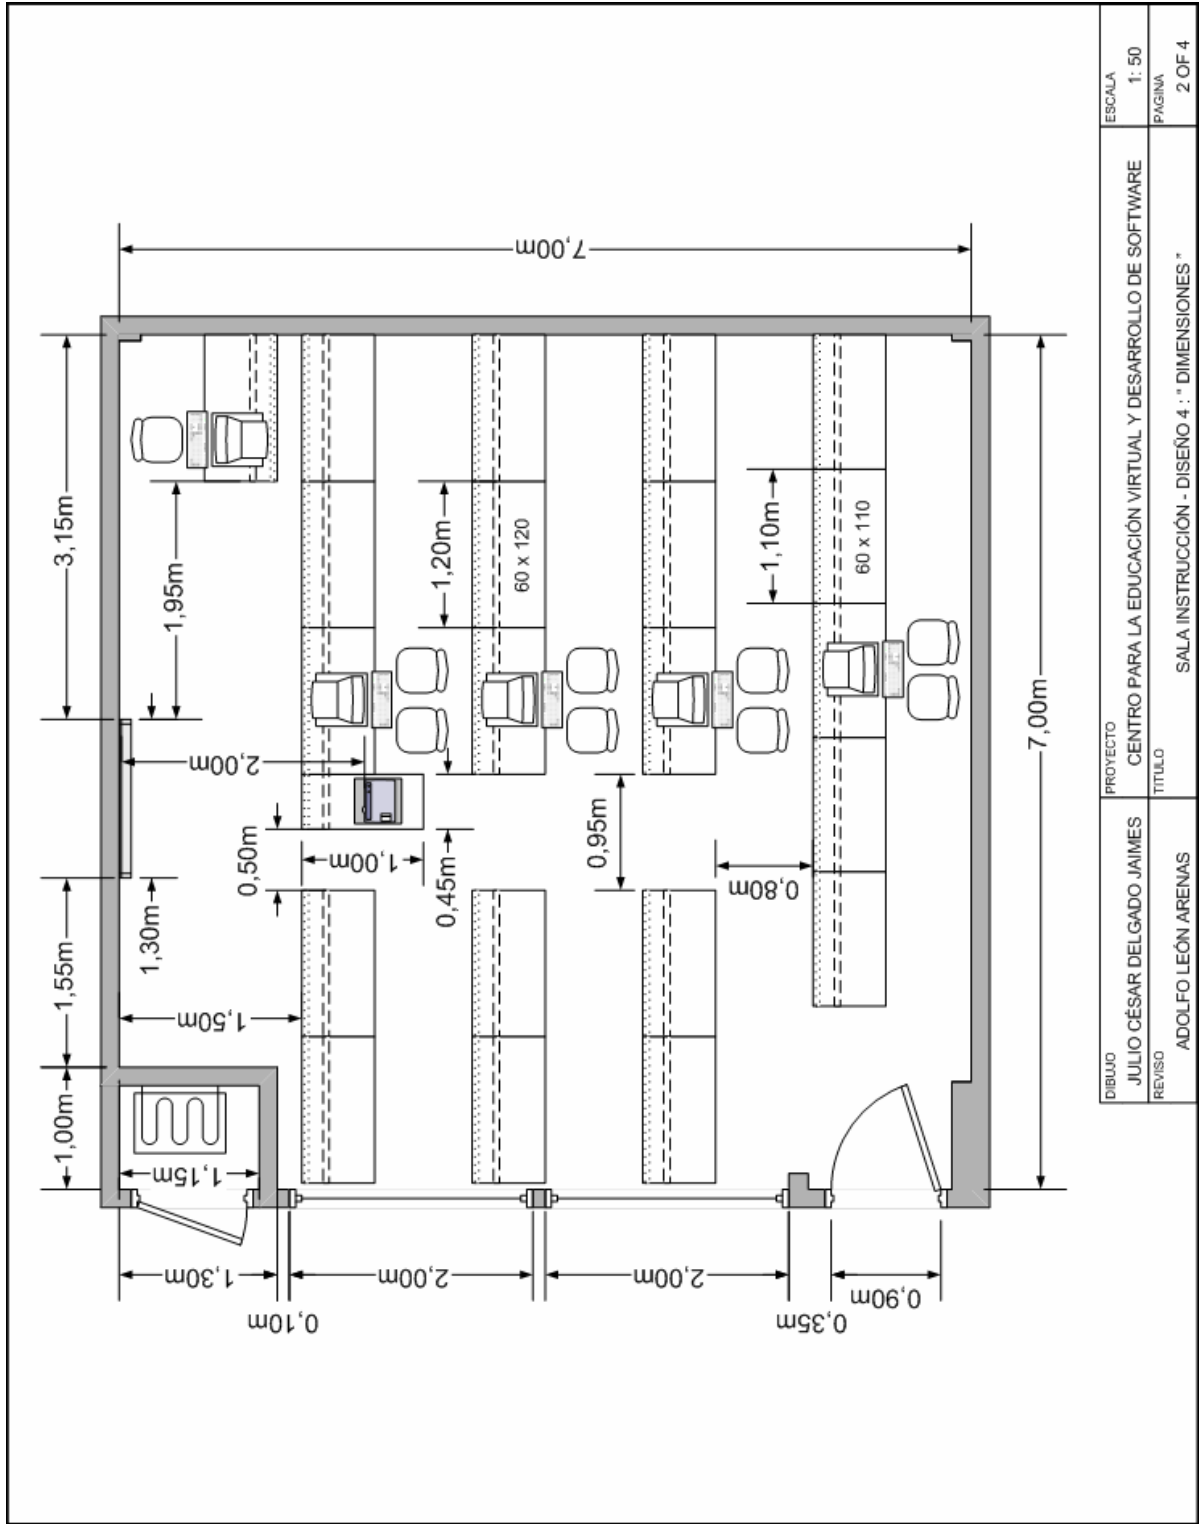 7,00m
3,15m
1,95m
1,20m
60 x 120
1,10m
60 x 110
2,00m
0,50m
1,00m
0,45m
0,95m
0,80m
7,00m
1,30m
1,55m
1,50m
1,00m
1,15m
1,30m
0,10m
2,00m
2,00m
0,35m
0,90m
DIBUJO
JULIO CÉSAR DELGADO JAIMES
REVISO
ADOLFO LEÓN ARENAS
PROYECTO
CENTRO PARA LA EDUCACIÓN VIRTUAL Y DESARROLLO DE SOFTWARE
TITULO
SALA INSTRUCCIÓN - DISEÑO 4 : " DIMENSIONES "
ESCALA
1: 50
PAGINA
2 OF 4